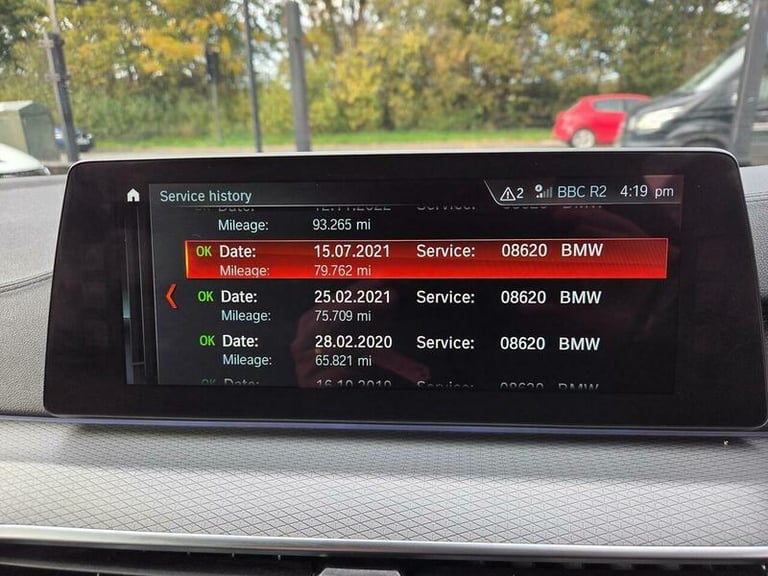 Service history
2
BBC R2
4:19 pm
Mileage: 93.265 mi
OK Date: 15.07.2021 Service: 08620 BMW
Mileage: 79.762 mi
OK Date: 25.02.2021 Service: 08620 BMW
Mileage: 75.709 mi
OK Date: 28.02.2020 Service: 08620 BMW
Mileage: 65.821 mi